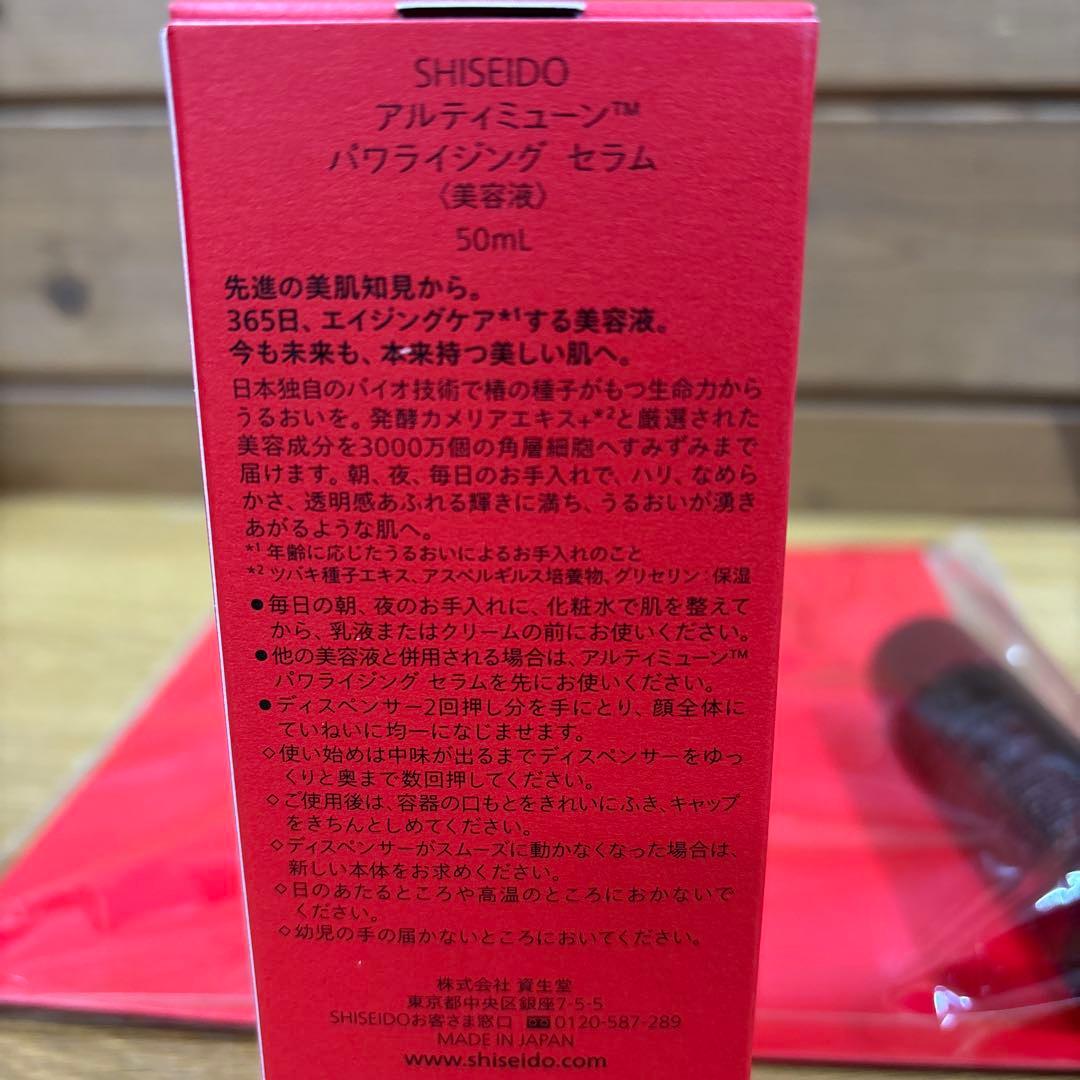 SHISEIDO
アルティミューン™
パワライジング セラム
〈美容液〉
50mL
先進の美肌知見から。
365日、エイジングケア*1する美容液。
今も未来も、本来持つ美しい肌へ。
日本独自のバイオ技術で椿の種子がもつ生命力から
うるおいを。発酵カメリアエキス+*2と厳選された
美容成分を3000万個の角層細胞へすみずみまで
届けます。朝、夜、毎日のお手入れで、ハリ、なめら
かさ、透明感あふれる輝きに満ち、うるおいが湧き
あがるような肌へ。
*1 年齢に応じたうるおいによるお手入れのこと
*2 ツバキ種子エキス、アスペルギルス培養物、グリセリン：保湿
●毎日の朝、夜のお手入れに、化粧水で肌を整えて
から、乳液またはクリームの前にお使いください。
●他の美容液と併用される場合は、アルティミューン™
パワライジング セラムを先にお使いください。
●ディスペンサー2回押し分を手にとり、顔全体に
ていねいに均一になじませます。
◇使い始めは中味が出るまでディスペンサーをゆっ
くりと奥まで数回押してください。
◇ご使用後は、容器の口もとをきれいにふき、キャップ
をきちんとしめてください。
◇ディスペンサーがスムーズに動かなくなった場合は、
新しい本体をお求めください。
◇日のあたるところや高温のところにおかないで
ください。
◇幼児の手の届かないところにおいてください。
株式会社 資生堂
東京都中央区銀座7-5-5
SHISEIDOお客さま窓口 0120-587-289
MADE IN JAPAN
www.shiseido.com